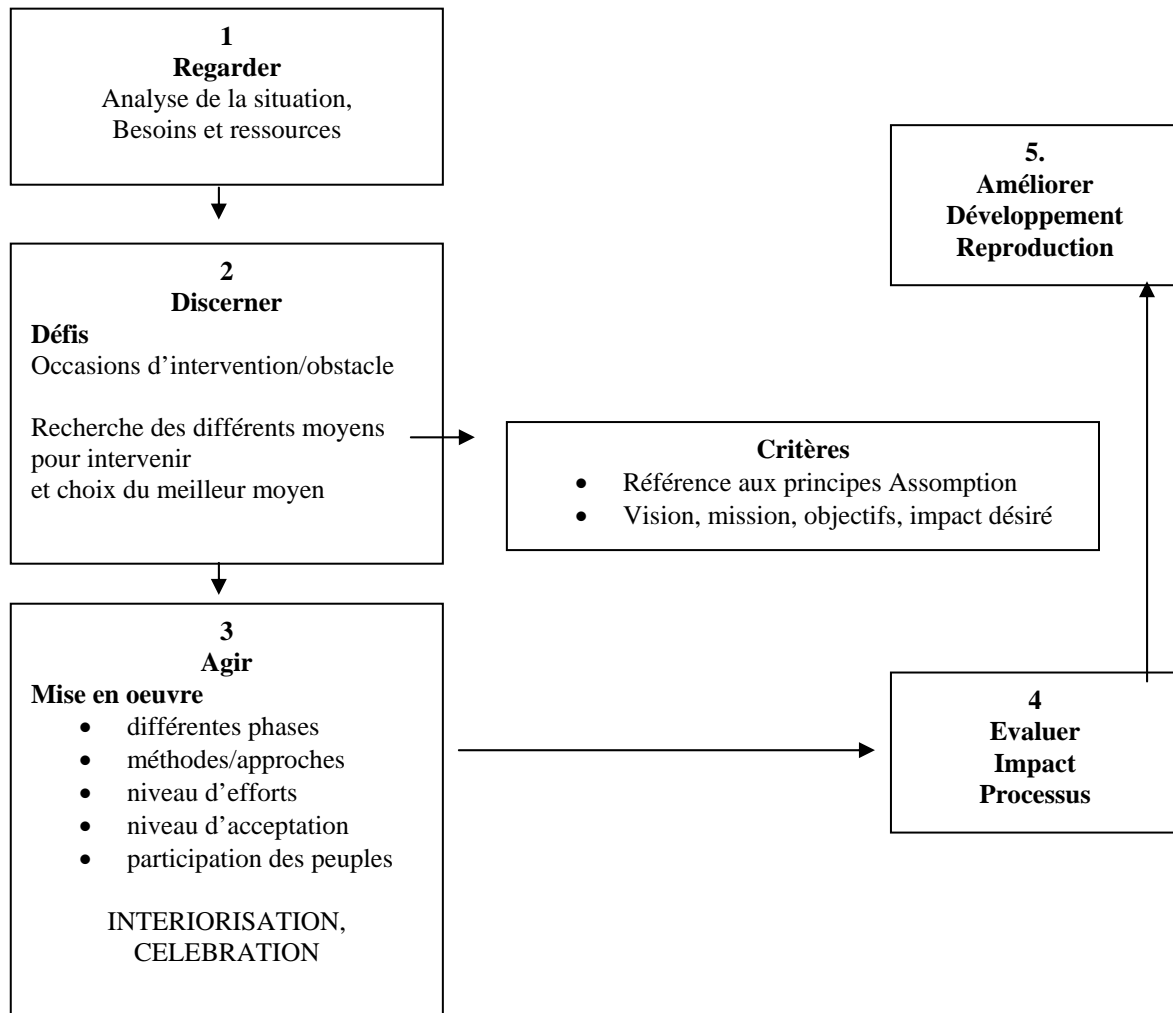 1
Regarder
Analyse de la situation,
Besoins et ressources
2
Discerner
Défis
Occasions d’intervention/obstacle
Recherche des différents moyens
pour intervenir
et choix du meilleur moyen
Critères
• Référence aux principes Assomption
• Vision, mission, objectifs, impact désiré
3
Agir
Mise en oeuvre
• différentes phases
• méthodes/approches
• niveau d’efforts
• niveau d’acceptation
• participation des peuples
INTERIORISATION,
CELEBRATION
4
Evaluer
Impact
Processus
5.
Améliorer
Développement
Reproduction